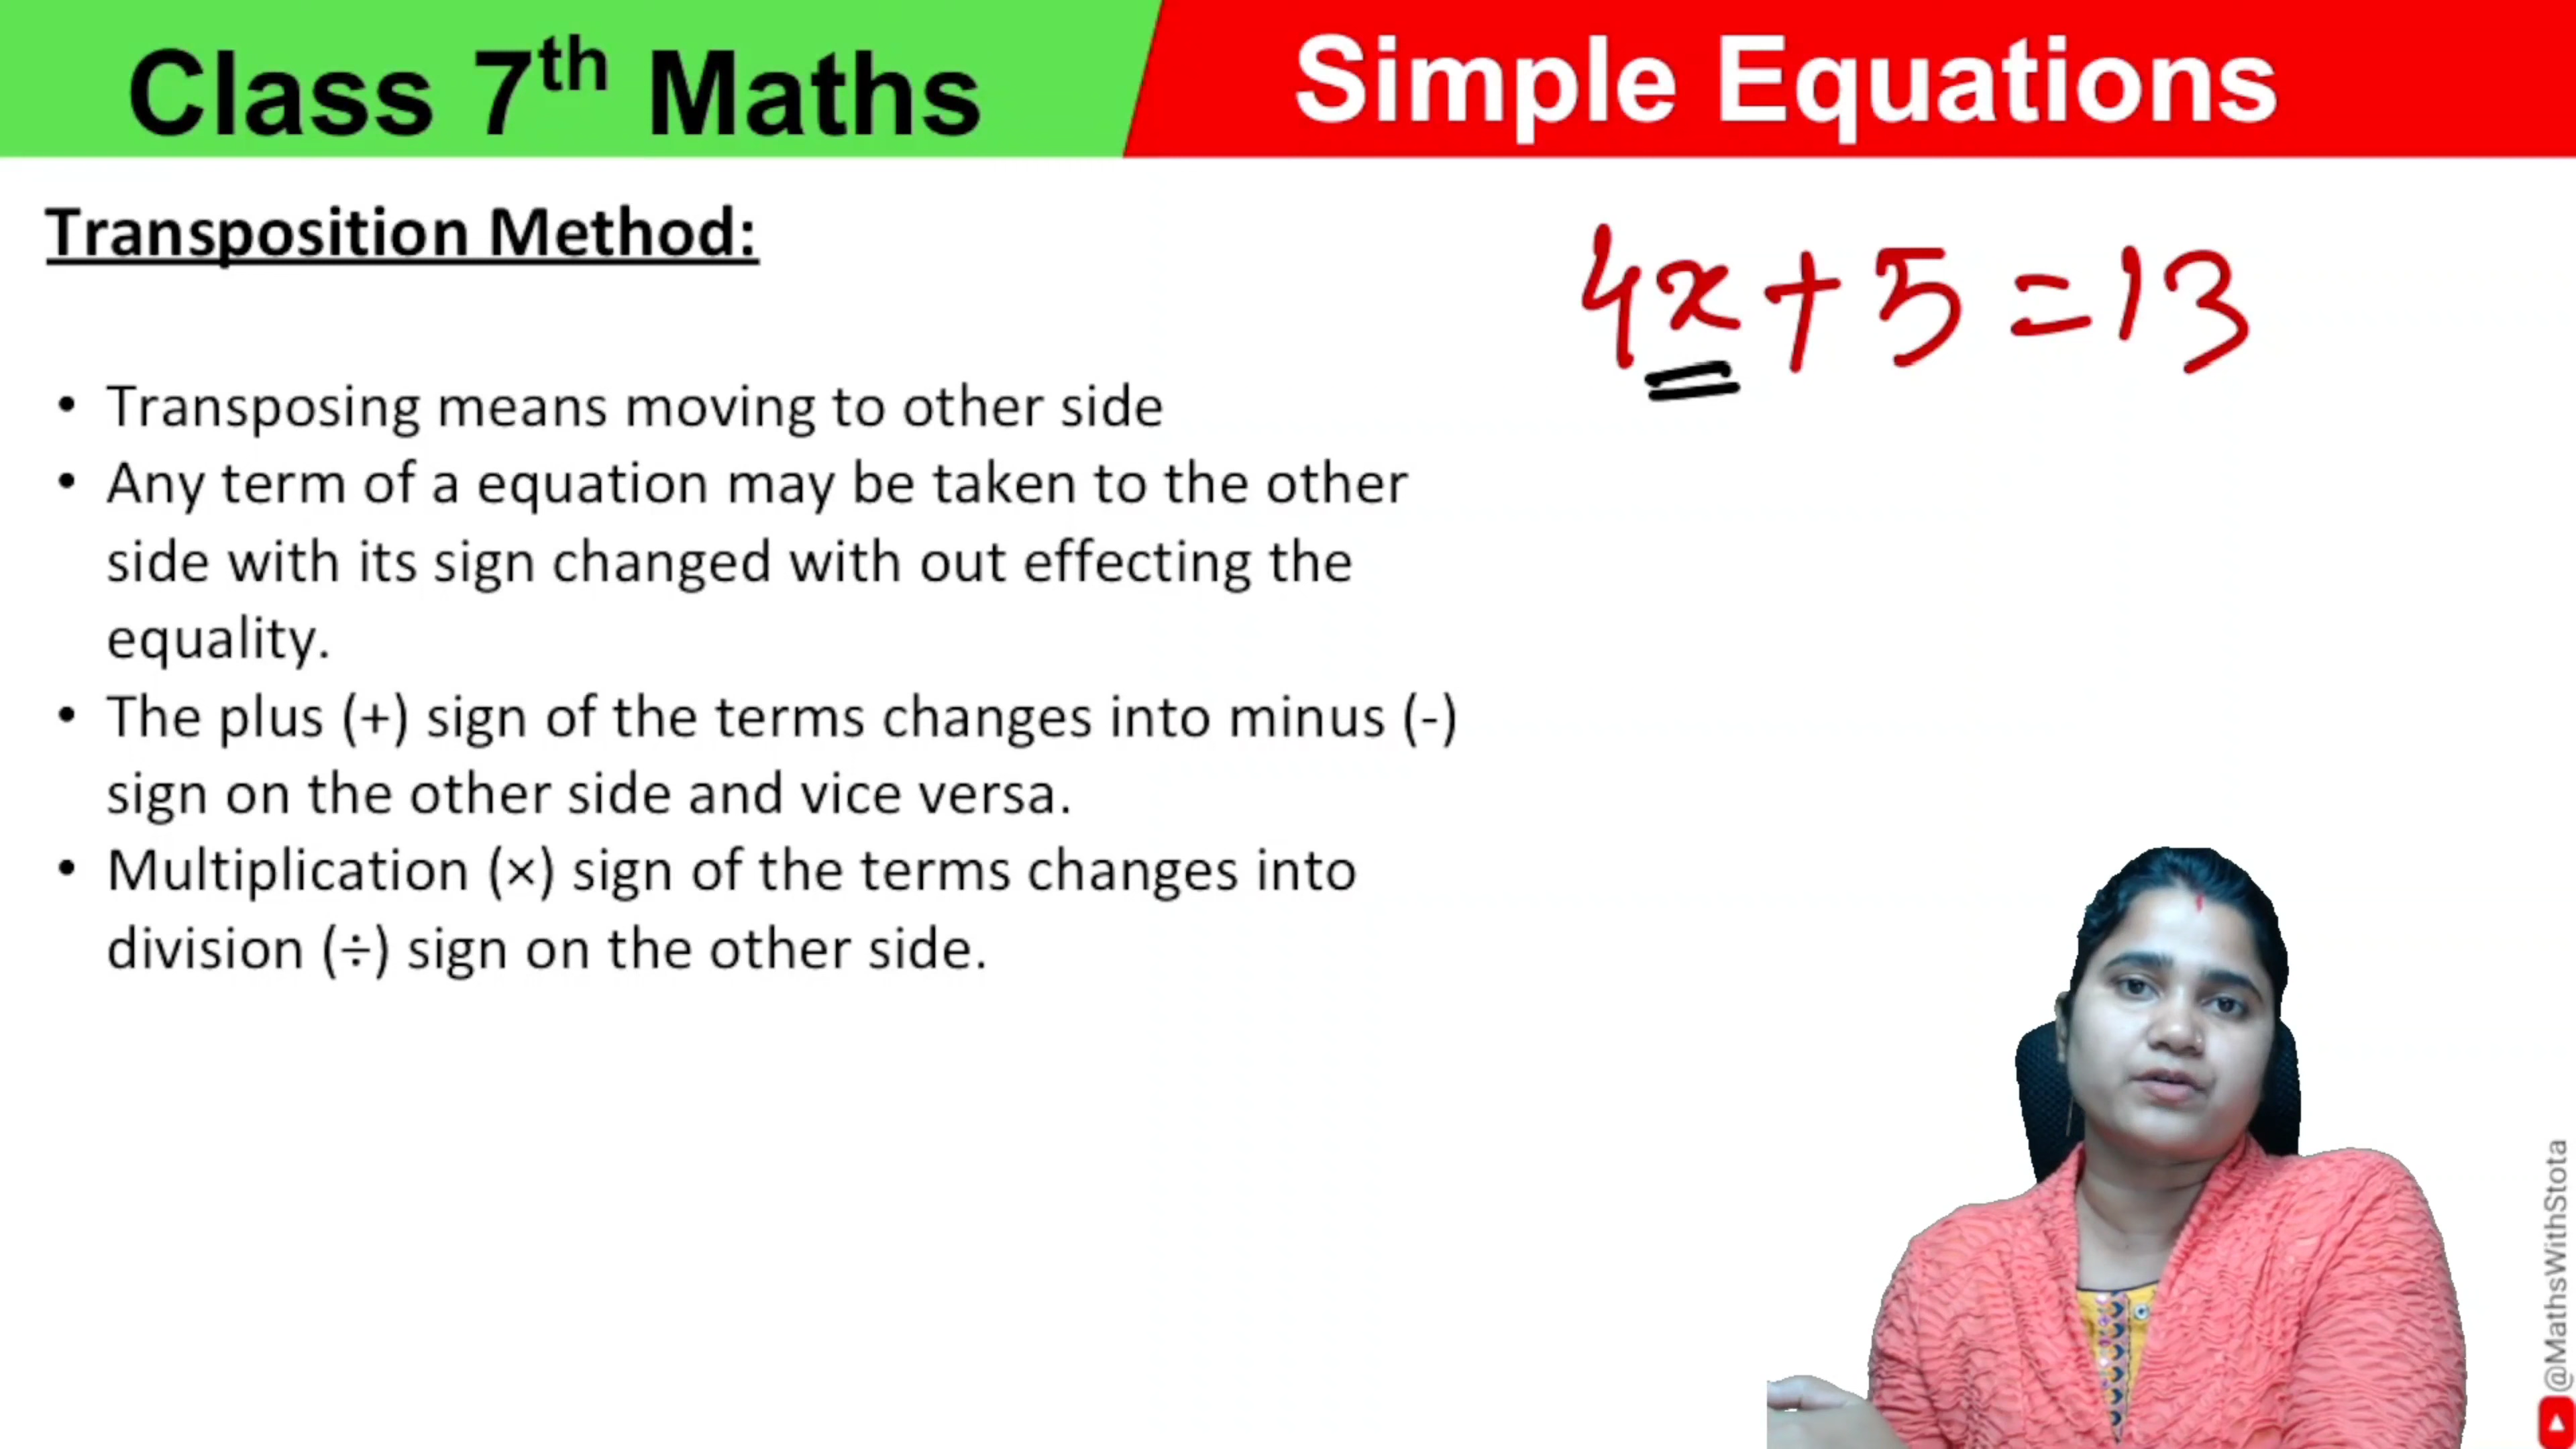 Class 7th Maths
Simple Equations
Transposition Method:
4x + 5 = 13
• Transposing means moving to other side
• Any term of a equation may be taken to the other
side with its sign changed with out effecting the
equality.
• The plus (+) sign of the terms changes into minus (-)
sign on the other side and vice versa.
• Multiplication (×) sign of the terms changes into
division (÷) sign on the other side.
@MathsWithStota